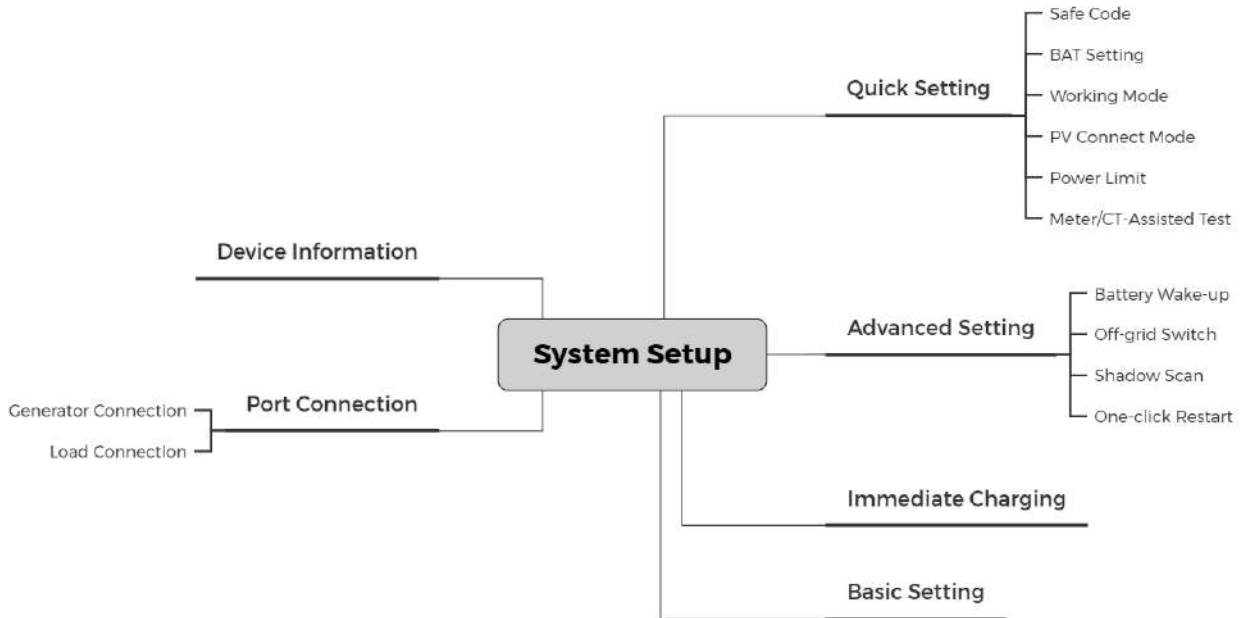 Safe Code
BAT Setting
Quick Setting
Working Mode
PV Connect Mode
Power Limit
Meter/CT-Assisted Test
Device Information
Battery Wake-up
Advanced Setting
Off-grid Switch
System Setup
Shadow Scan
Port Connection
One-click Restart
Generator Connection
Load Connection
Immediate Charging
Basic Setting